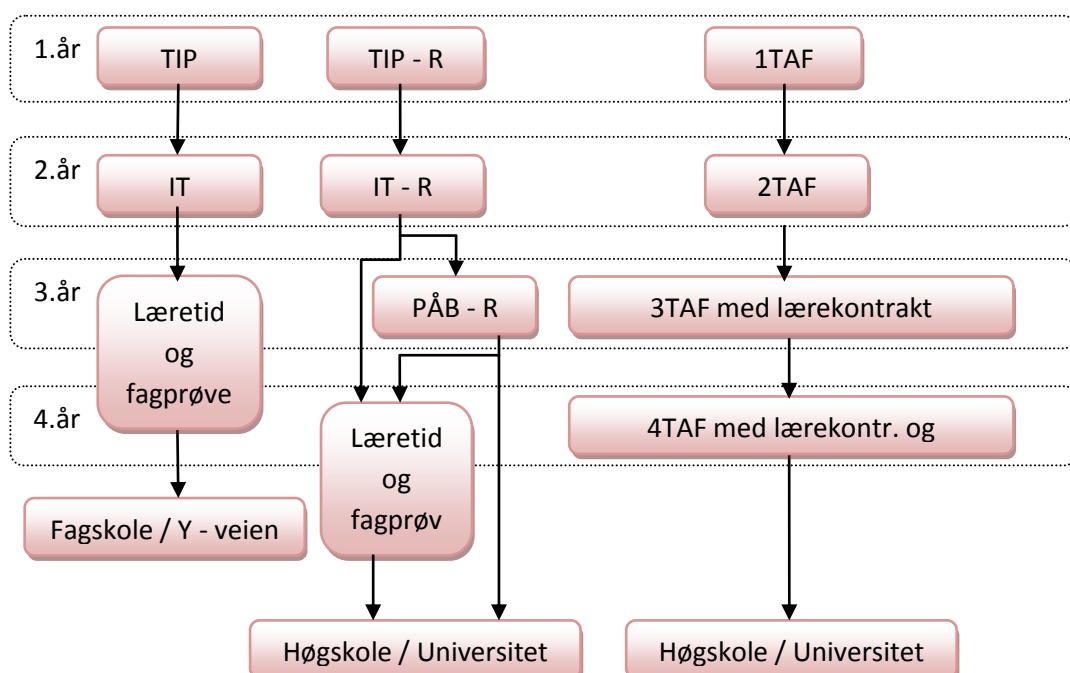 1.år
TIP
TIP - R
1TAF
2.år
IT
IT - R
2TAF
3.år
Læretid
og
fagprøve
PÅB - R
3TAF med lærekontrakt
4.år
Læretid
og
fagprøv
4TAF med lærekontr. og
Fagskole / Y - veien
Høgskole / Universitet
Høgskole / Universitet